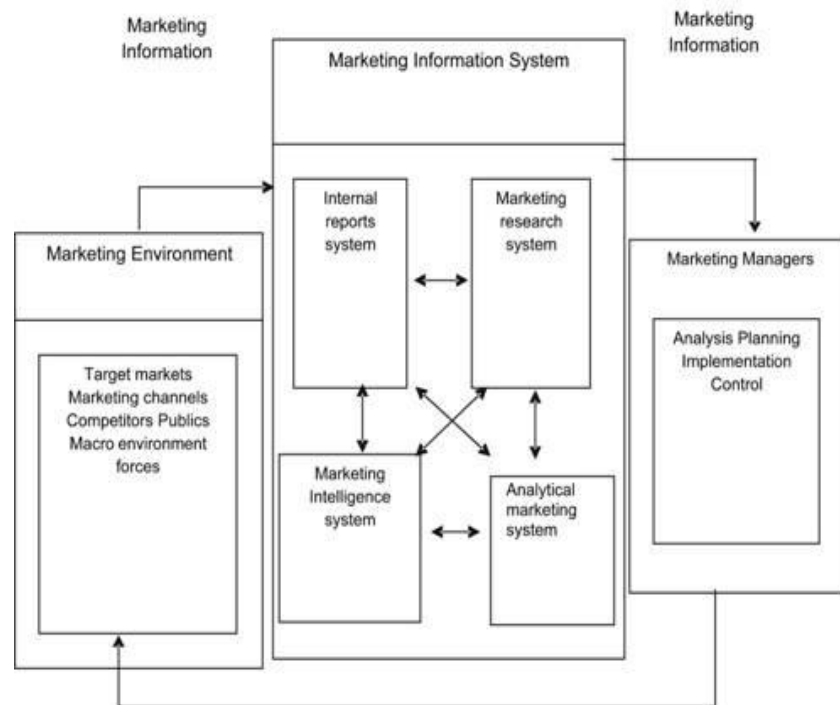 Marketing
Information
Marketing
Information
Marketing Information System
Internal
reports
system
Marketing
research
system
Marketing Environment
Marketing Managers
Target markets
Marketing channels
Competitors Publics
Macro environment
forces
Analysis Planning
Implementation
Control
Marketing
Intelligence
system
Analytical
marketing
system